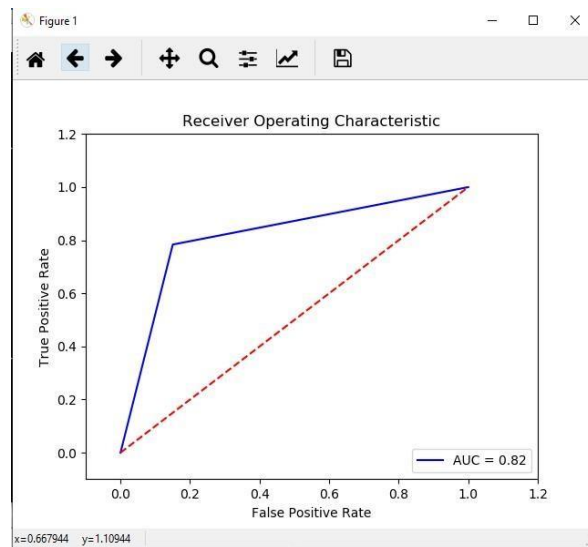 Figure 1
Receiver Operating Characteristic
1.2
1.0
0.8
0.6
0.4
0.2
0.0
True Positive Rate
AUC = 0.82
0.0 0.2 0.4 0.6 0.8 1.0 1.2
False Positive Rate
x=0.667944 y=1.10944